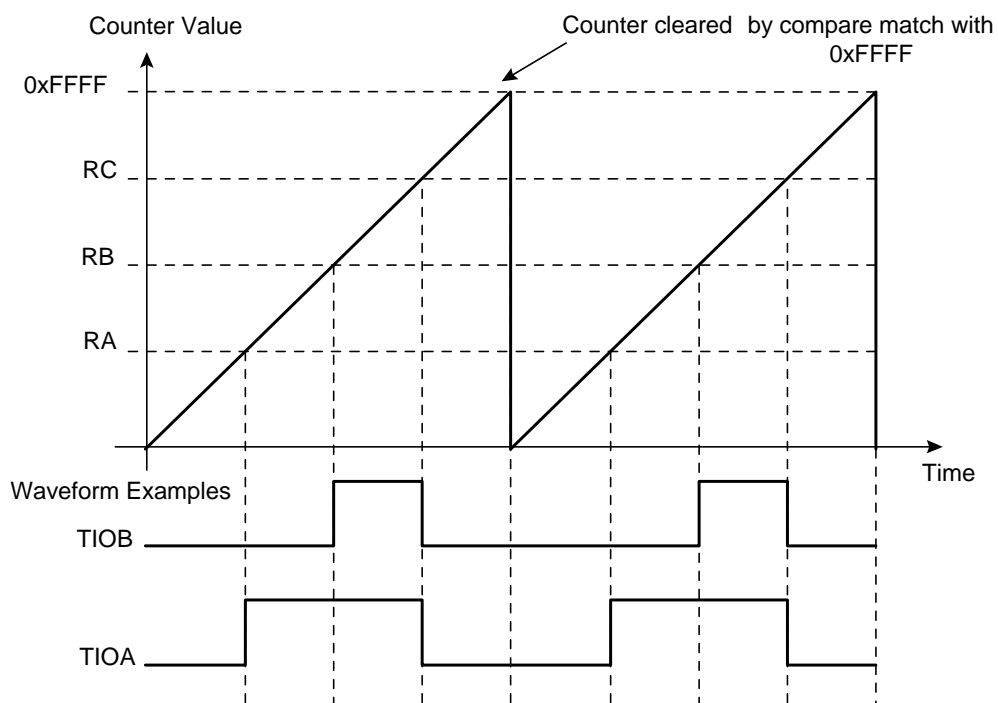 Counter Value
Counter cleared by compare match with
0xFFFF
0xFFFF
RC
RB
RA
Time
Waveform Examples
TIOB
TIOA